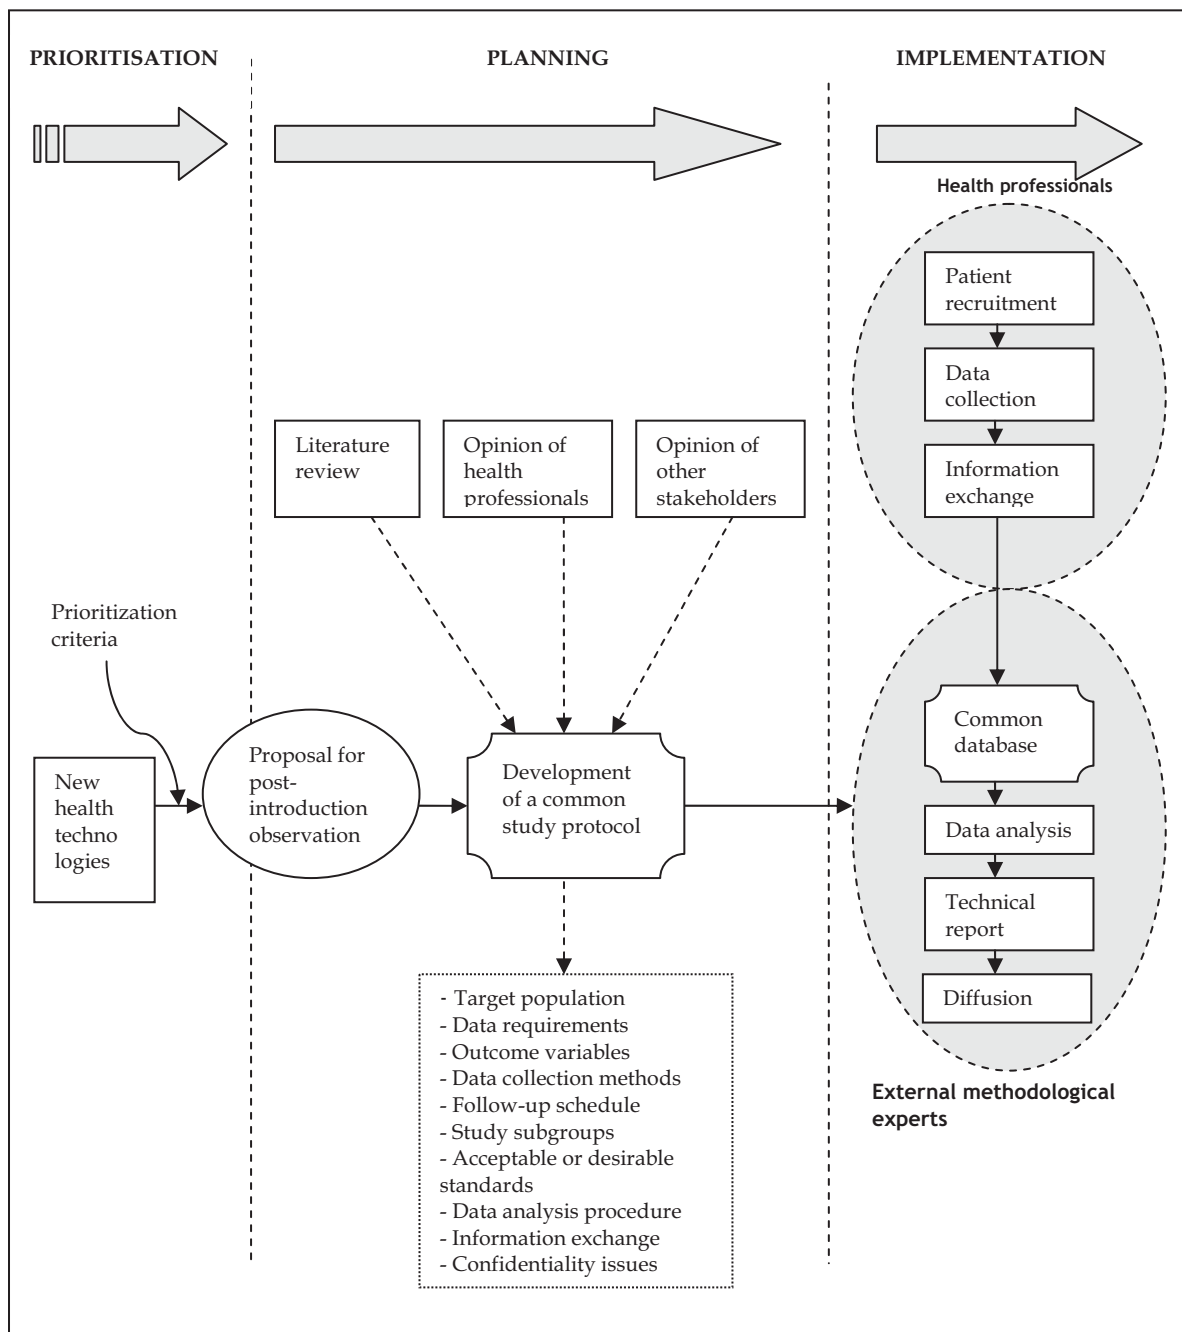 PRIORITISATION
PLANNING
IMPLEMENTATION
Health professionals
Patient
recruitment
Data
collection
Information
exchange
Literature
review
Opinion of
health
professionals
Opinion of
other
stakeholders
Prioritization
criteria
New
health
techno
logies
Proposal for
post-
introduction
observation
Development
of a common
study protocol
Common
database
Data analysis
Technical
report
Diffusion
External methodological
experts
- Target population
- Data requirements
- Outcome variables
- Data collection methods
- Follow-up schedule
- Study subgroups
- Acceptable or desirable
standards
- Data analysis procedure
- Information exchange
- Confidentiality issues